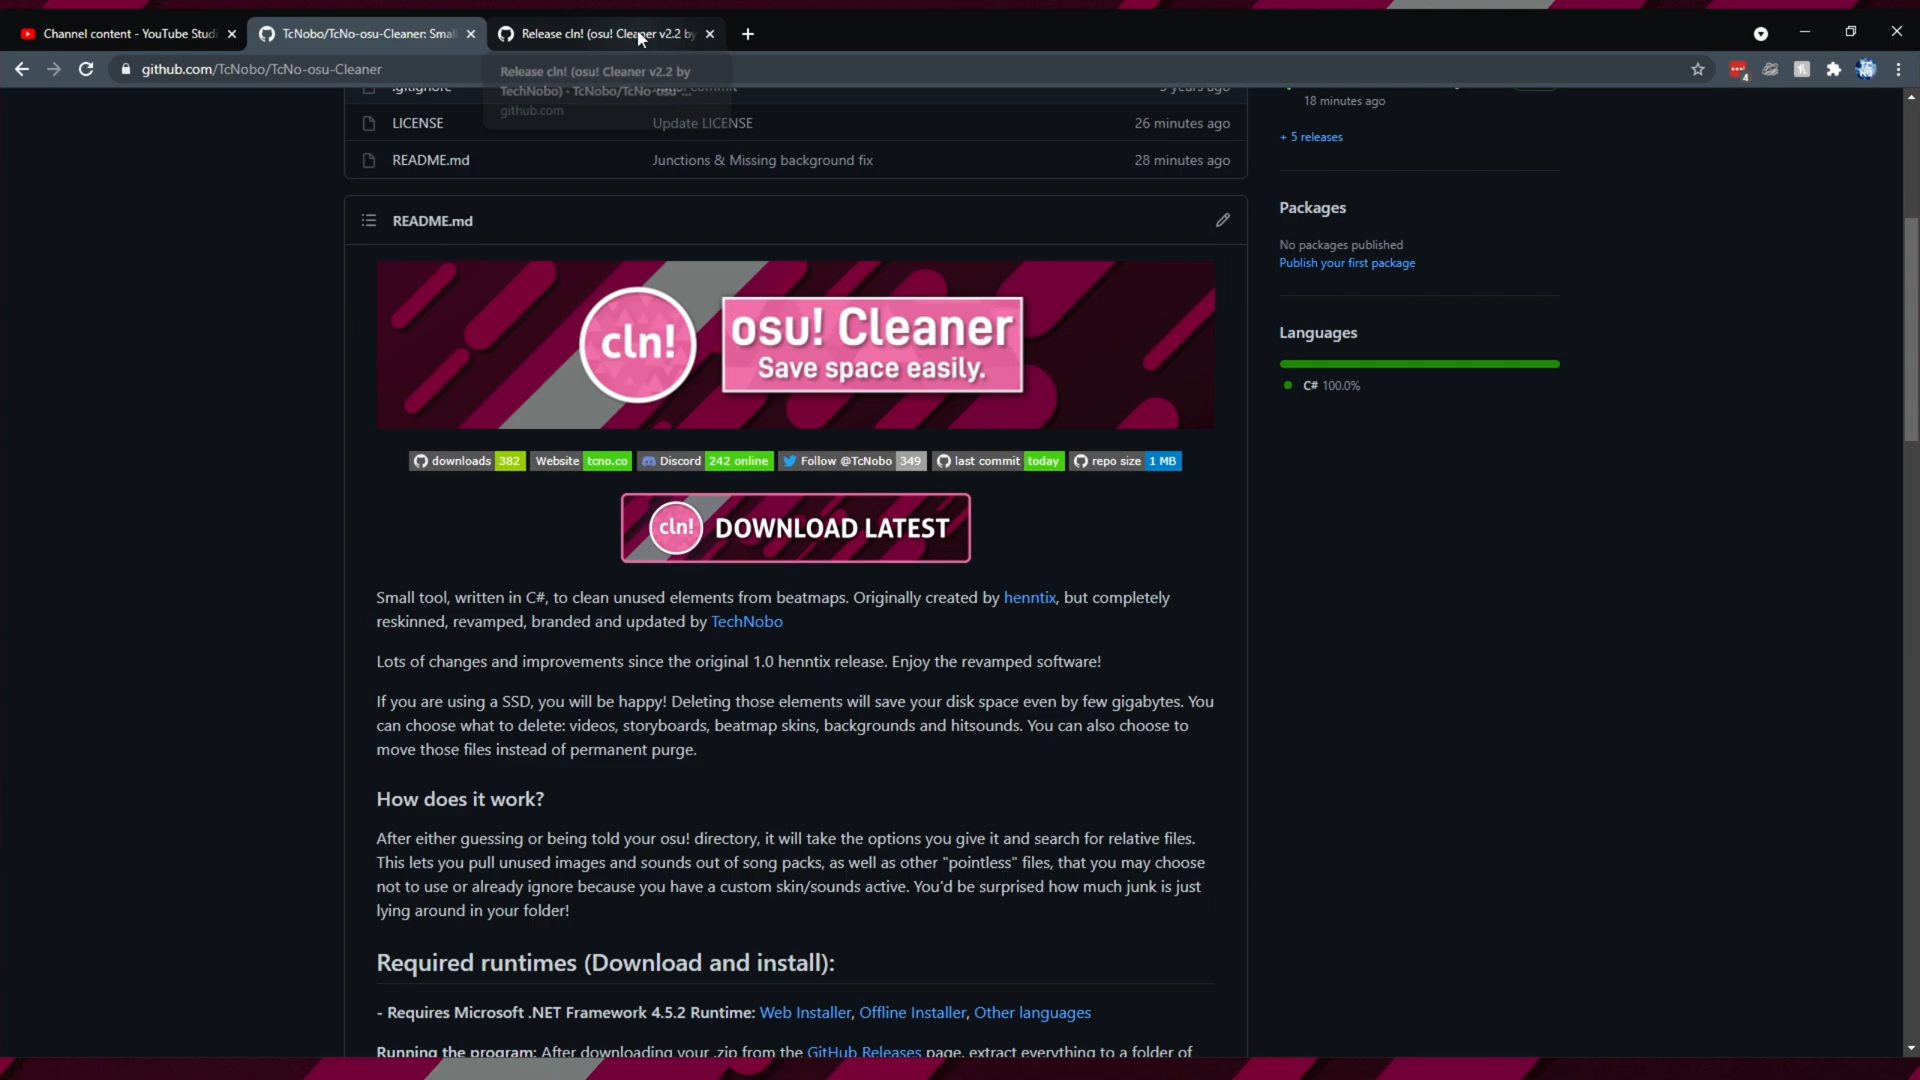 Channel content - YouTube Studi
TcNobo/TcNo-osu-Cleaner: Small
Release cln! (osu! Cleaner v2.2 by
github.com/TcNobo/TcNo-osu-Cleaner
4
Release cln! (osu! Cleaner v2.2 by
TechNobo) · TcNobo/TcNo-osu-...
github.com
.gitignore
commit
5 years ago
18 minutes ago
LICENSE
Update LICENSE
26 minutes ago
+ 5 releases
README.md
Junctions & Missing background fix
28 minutes ago
README.md
Packages
No packages published
Publish your first package
cln!
osu! Cleaner
Save space easily.
Languages
C# 100.0%
downloads 382
Website tcno.co
Discord 242 online
Follow @TcNobo 349
last commit today
repo size 1 MB
cln! DOWNLOAD LATEST
Small tool, written in C#, to clean unused elements from beatmaps. Originally created by henntix, but completely
reskinned, revamped, branded and updated by TechNobo
Lots of changes and improvements since the original 1.0 henntix release. Enjoy the revamped software!
If you are using a SSD, you will be happy! Deleting those elements will save your disk space even by few gigabytes. You
can choose what to delete: videos, storyboards, beatmap skins, backgrounds and hitsounds. You can also choose to
move those files instead of permanent purge.
How does it work?
After either guessing or being told your osu! directory, it will take the options you give it and search for relative files.
This lets you pull unused images and sounds out of song packs, as well as other "pointless" files, that you may choose
not to use or already ignore because you have a custom skin/sounds active. You'd be surprised how much junk is just
lying around in your folder!
Required runtimes (Download and install):
- Requires Microsoft .NET Framework 4.5.2 Runtime: Web Installer, Offline Installer, Other languages
Running the program: After downloading your .zip from the GitHub Releases page, extract everything to a folder of